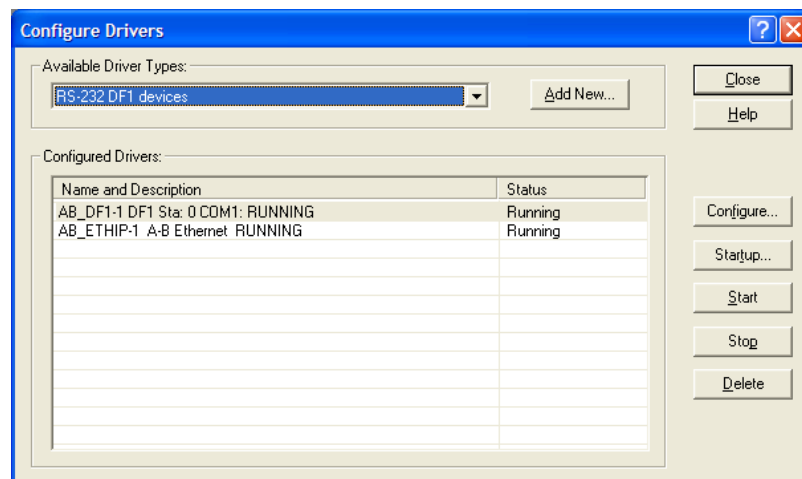 Configure Drivers
Available Driver Types:
RS-232 DF1 devices
Add New...
Close
Help
Configured Drivers:
Name and Description Status
AB_DF1-1 DF1 Sta: 0 COM1: RUNNING Running
AB_ETHIP-1 A-B Ethernet RUNNING Running
Configure...
Startup...
Start
Stop
Delete